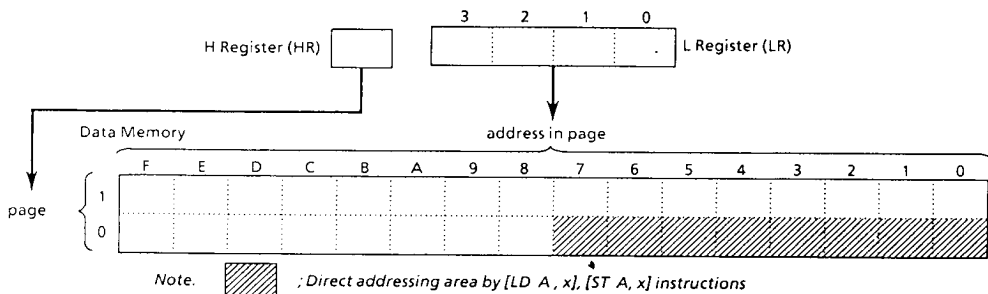 3 2 1 0
H Register (HR)
L Register (LR)
Data Memory
address in page
F E D C B A 9 8 7 6 5 4 3 2 1 0
page
1
0
Note. ; Direct addressing area by [LD A, x], [ST A, x] instructions